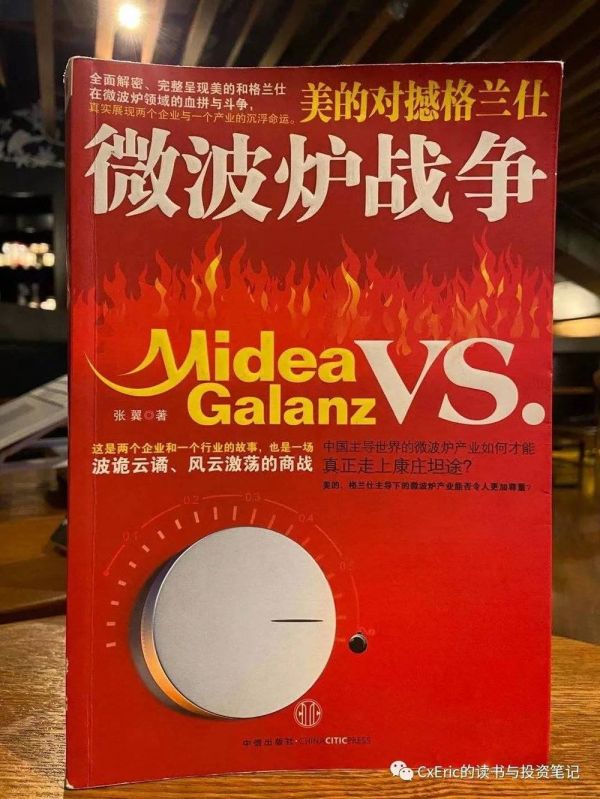 全面解密、完整呈现美的和格兰仕
在微波炉领域的血拼与斗争，
真实展现两个企业与一个产业的沉浮命运。
美的对撼格兰仕
微波炉战争
Midea
Galanz
VS.
张翼◎著
这是两个企业和一个行业的故事，也是一场
波诡云谲、风云激荡的商战
中国主导世界的微波炉产业如何才能
真正走上康庄坦途？
美的、格兰仕主导下的微波炉产业能否令人更加尊重？
0.1
0.2
0.3
中信出版社·CHINACITICPRESS
CxEric的读书与投资笔记